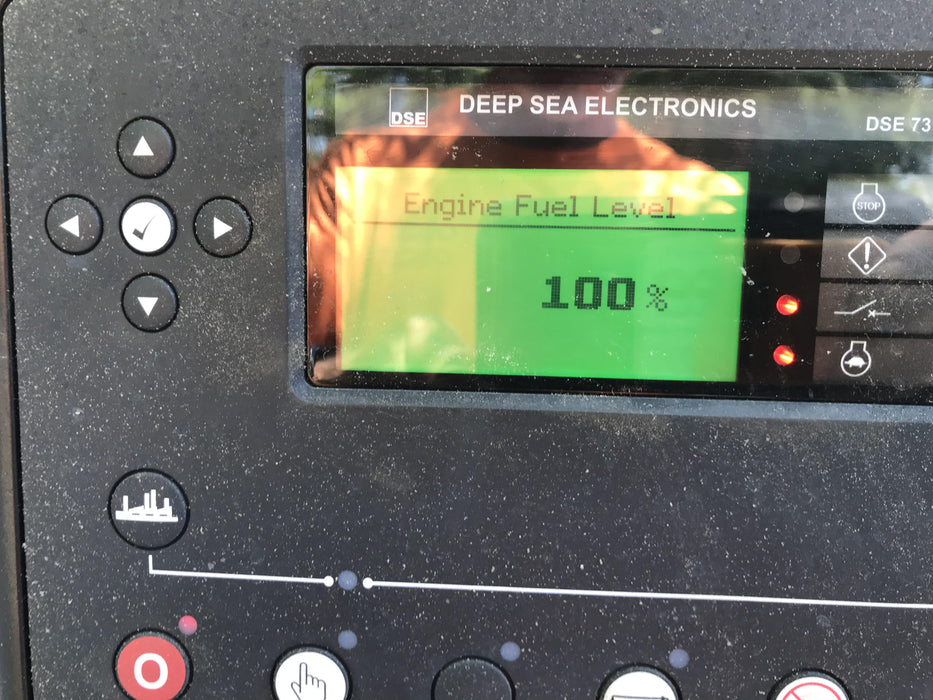 DSE
DEEP SEA ELECTRONICS
DSE 73
Engine Fuel Level
100 %
STOP
O